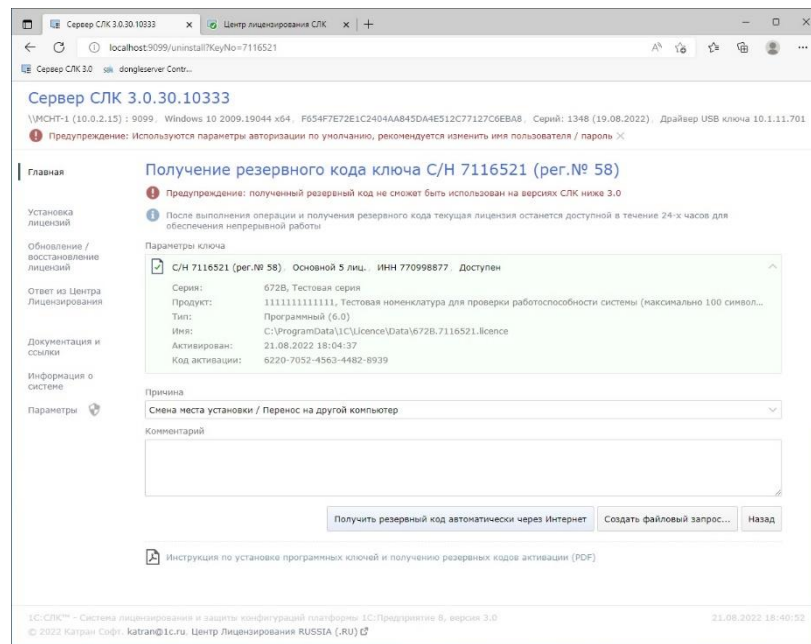 Сервер СЛК 3.0.30.10333
Центр лицензирования СЛК
localhost:9099/uninstall?KeyNo=7116521
Сервер СЛК 3.0 dongleserver Contr...
Сервер СЛК 3.0.30.10333
\\MCHT-1 (10.0.2.15) : 9099, Windows 10 2009.19044 x64, F654F7E72E1C2404AA845DA4E512C77127C6EBA8, Серий: 1348 (19.08.2022), Драйвер USB ключа 10.1.11.701
Предупреждение: Используются параметры авторизации по умолчанию, рекомендуется изменить имя пользователя / пароль
Главная
Установка
лицензий
Обновление /
восстановление
лицензий
Ответ из Центра
Лицензирования
Документация и
ссылки
Информация о
системе
Параметры
Получение резервного кода ключа С/Н 7116521 (рег.№ 58)
Предупреждение: полученный резервный код не сможет быть использован на версиях СЛК ниже 3.0
После выполнения операции и получения резервного кода текущая лицензия останется доступной в течение 24-х часов для
обеспечения непрерывной работы
Параметры ключа
С/Н 7116521 (рег.№ 58), Основной 5 лиц., ИНН 770998877, Доступен
Серия: 672B, Тестовая серия
Продукт: 1111111111111, Тестовая номенклатура для проверки работоспособности системы (максимально 100 символ...
Тип: Программный (6.0)
Имя: C:\ProgramData\1C\Licence\Data\672B.7116521.licence
Активирован: 21.08.2022 18:04:37
Код активации: 6220-7052-4563-4482-8939
Причина
Смена места установки / Перенос на другой компьютер
Комментарий
Получить резервный код автоматически через Интернет
Создать файловый запрос...
Назад
Инструкция по установке программных ключей и получению резервных кодов активации (PDF)
1С:СЛК™ - Система лицензирования и защиты конфигураций платформы 1С:Предприятие 8, версия 3.0
21.08.2022 18:40:52
© 2022 Катран Софт, katran@1c.ru, Центр Лицензирования RUSSIA (.RU)